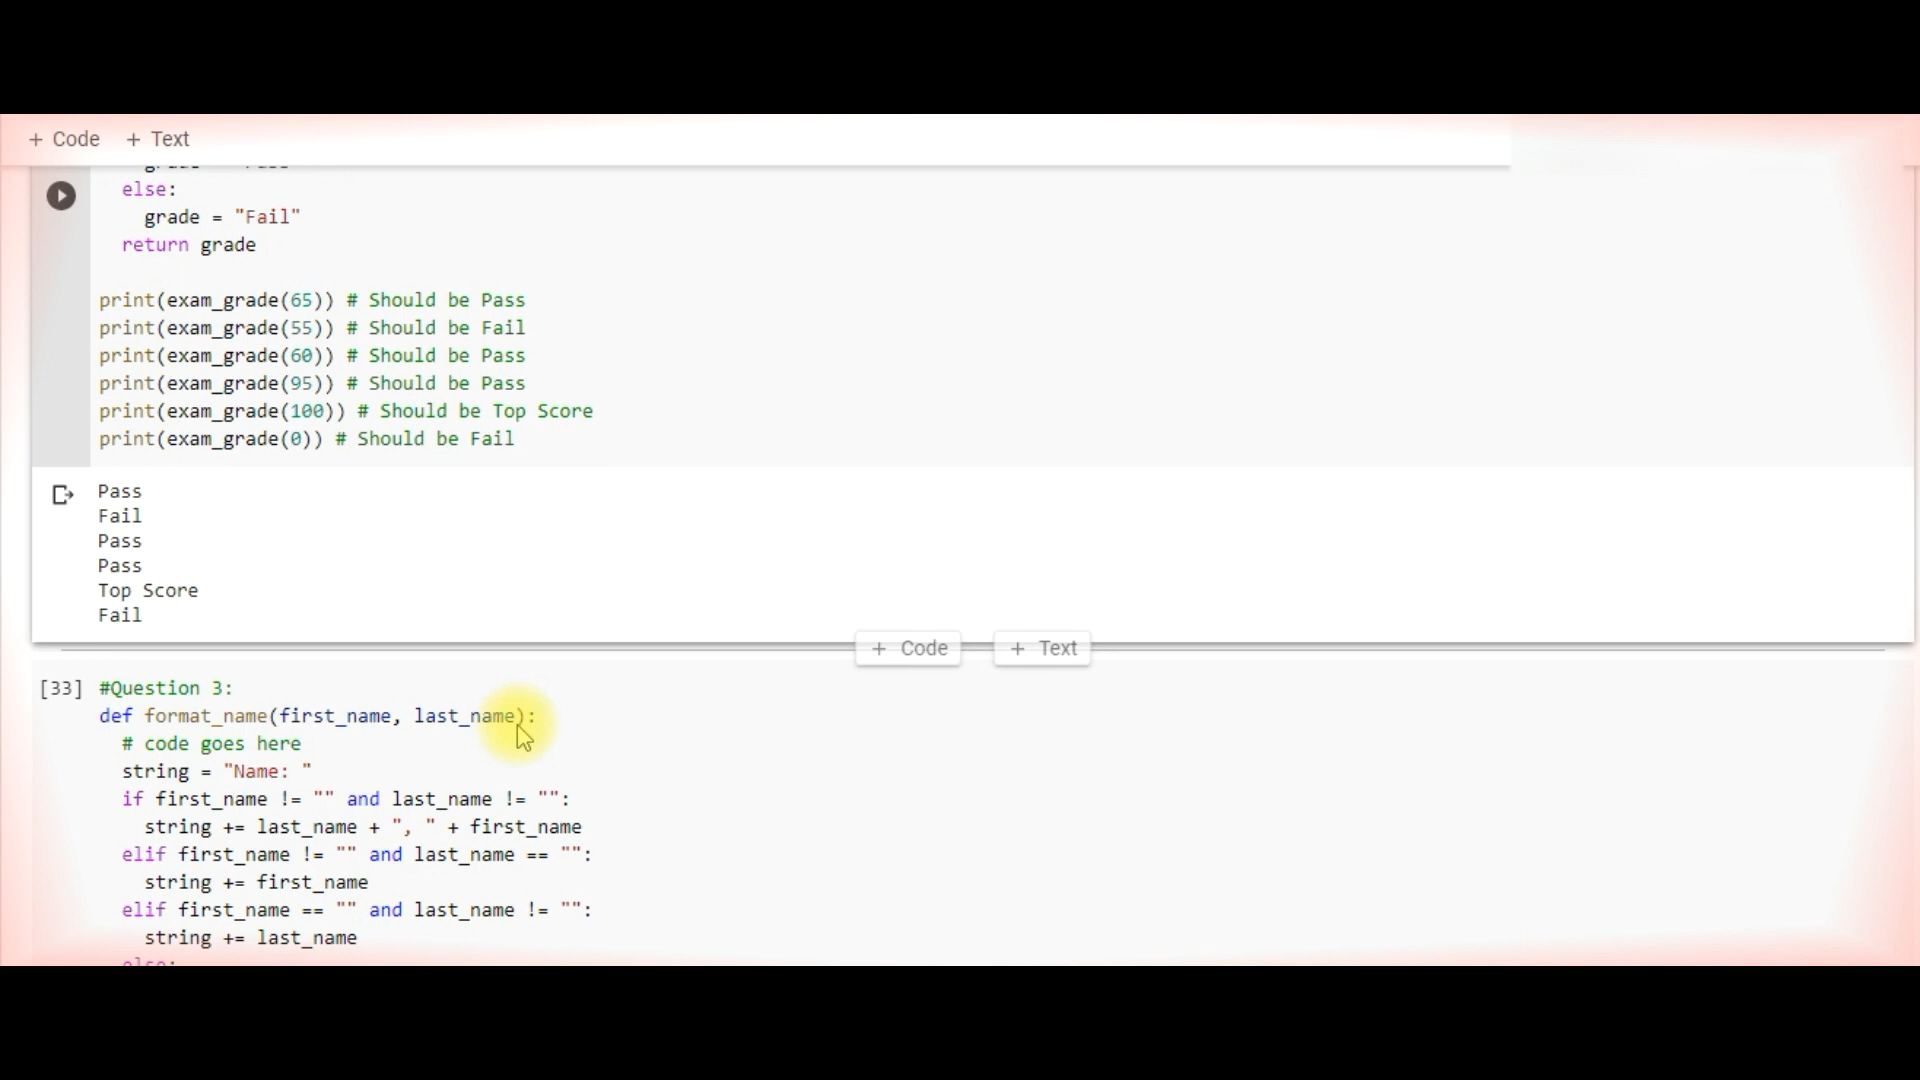 + Code + Text
else:
grade = "Fail"
return grade
print(exam_grade(65)) # Should be Pass
print(exam_grade(55)) # Should be Fail
print(exam_grade(60)) # Should be Pass
print(exam_grade(95)) # Should be Pass
print(exam_grade(100)) # Should be Top Score
print(exam_grade(0)) # Should be Fail
Pass
Fail
Pass
Pass
Top Score
Fail
+ Code + Text
[33] #Question 3:
def format_name(first_name, last_name):
# code goes here
string = "Name: "
if first_name != "" and last_name != "":
string += last_name + ", " + first_name
elif first_name != "" and last_name == "":
string += first_name
elif first_name == "" and last_name != "":
string += last_name
else: